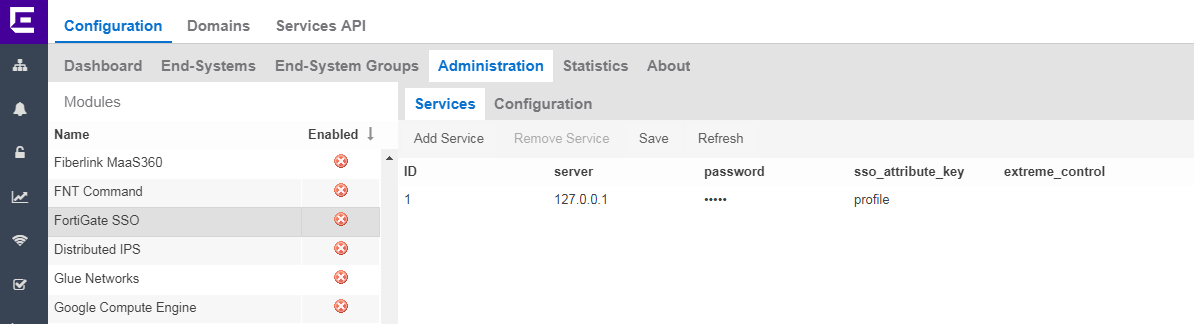 Configuration Domains Services API
Dashboard End-Systems End-System Groups Administration Statistics About
Modules
Name Enabled
Fiberlink MaaS360
FNT Command
FortiGate SSO
Distributed IPS
Glue Networks
Google Compute Engine
Services Configuration
Add Service Remove Service Save Refresh
ID server password sso_attribute_key extreme_control
1 127.0.0.1 ••••• profile